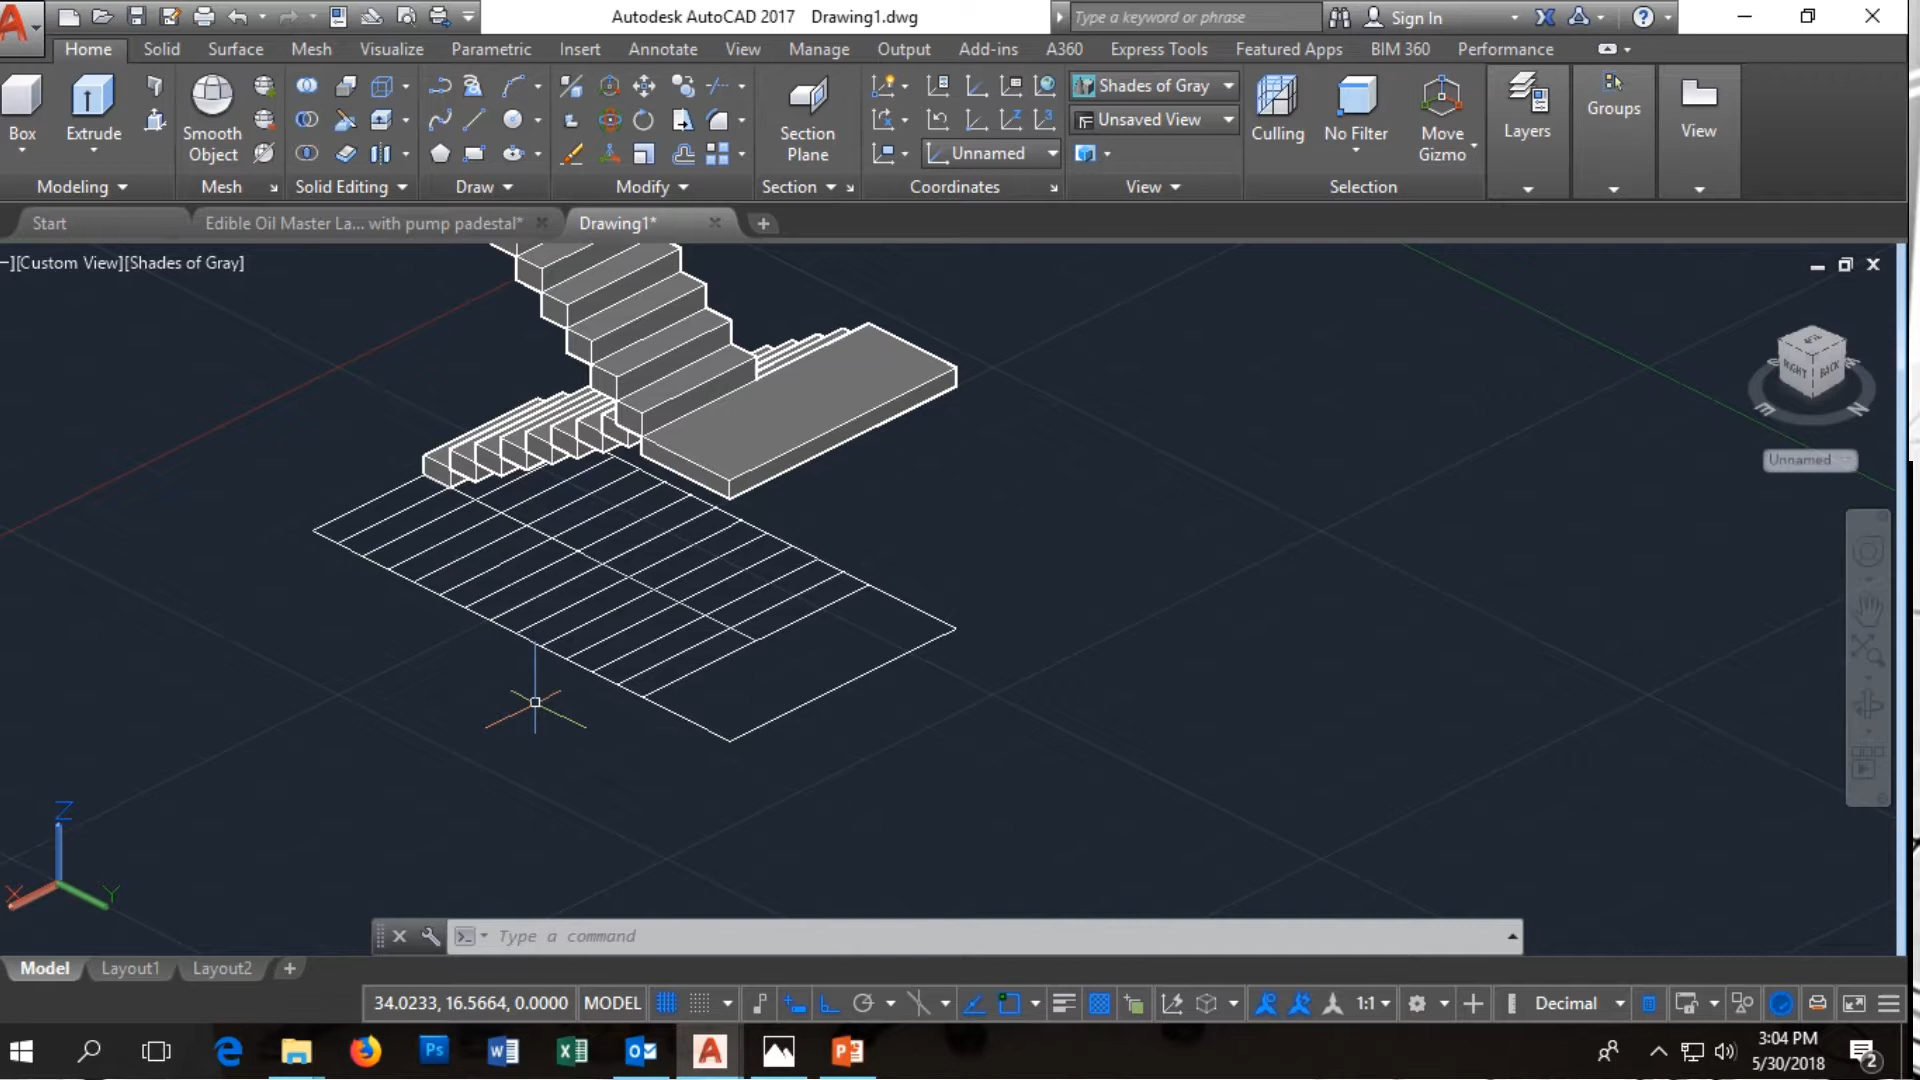 Autodesk AutoCAD 2017 Drawing1.dwg
Type a keyword or phrase
Sign In
Home Solid Surface Mesh Visualize Parametric Insert Annotate View Manage Output Add-ins A360 Express Tools Featured Apps BIM 360 Performance
Box
Extrude
Smooth Object
Section Plane
Unnamed
Shades of Gray
Unsaved View
Culling
No Filter
Move Gizmo
Layers
Groups
View
Modeling
Mesh
Solid Editing
Draw
Modify
Section
Coordinates
View
Selection
Start
Edible Oil Master La... with pump padestal*
Drawing1*
][Custom View][Shades of Gray]
RIGHT BACK
E N
Unnamed
Z
X Y
Type a command
Model Layout1 Layout2
34.0233, 16.5664, 0.0000 MODEL
1:1
Decimal
Ps
3:04 PM
5/30/2018
2